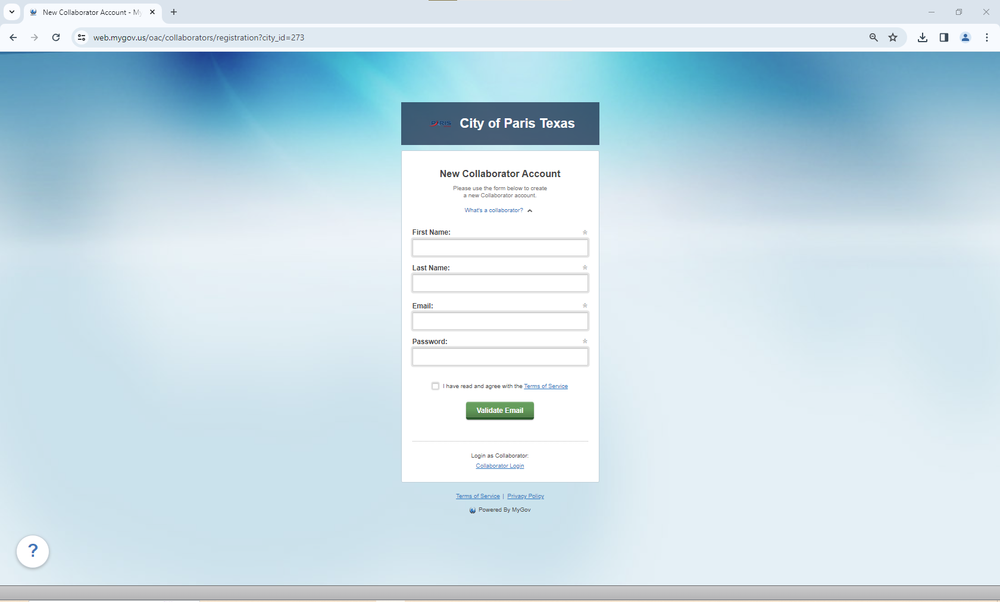 New Collaborator Account - My
web.mygov.us/oac/collaborators/registration?city_id=273
PARIS
City of Paris Texas
New Collaborator Account
Please use the form below to create
a new Collaborator account.
What's a collaborator?
First Name: *
Last Name: *
Email: *
Password: *
I have read and agree with the Terms of Service
Validate Email
Login as Collaborator:
Collaborator Login
Terms of Service | Privacy Policy
Powered By MyGov
?